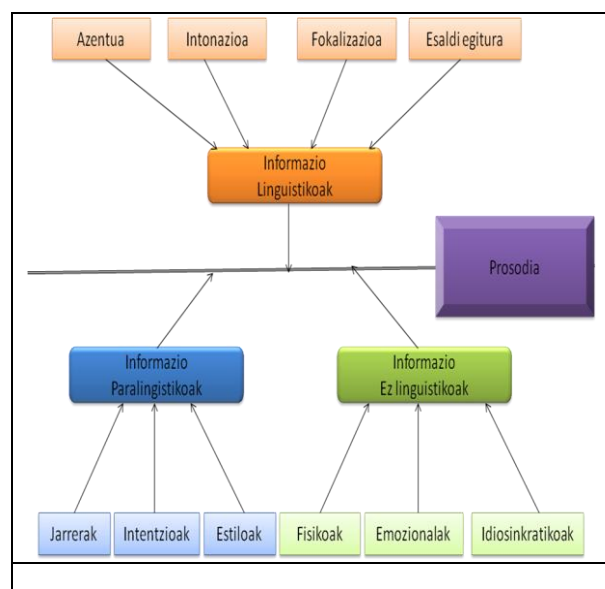 Azentua
Intonazioa
Fokalizazioa
Esaldi egitura
Informazio
Linguistikoak
Prosodia
Informazio
Paralingistikoak
Informazio
Ez linguistikoak
Jarrerak
Intentzioak
Estiloak
Fisikoak
Emozionalak
Idiosinkratikoak